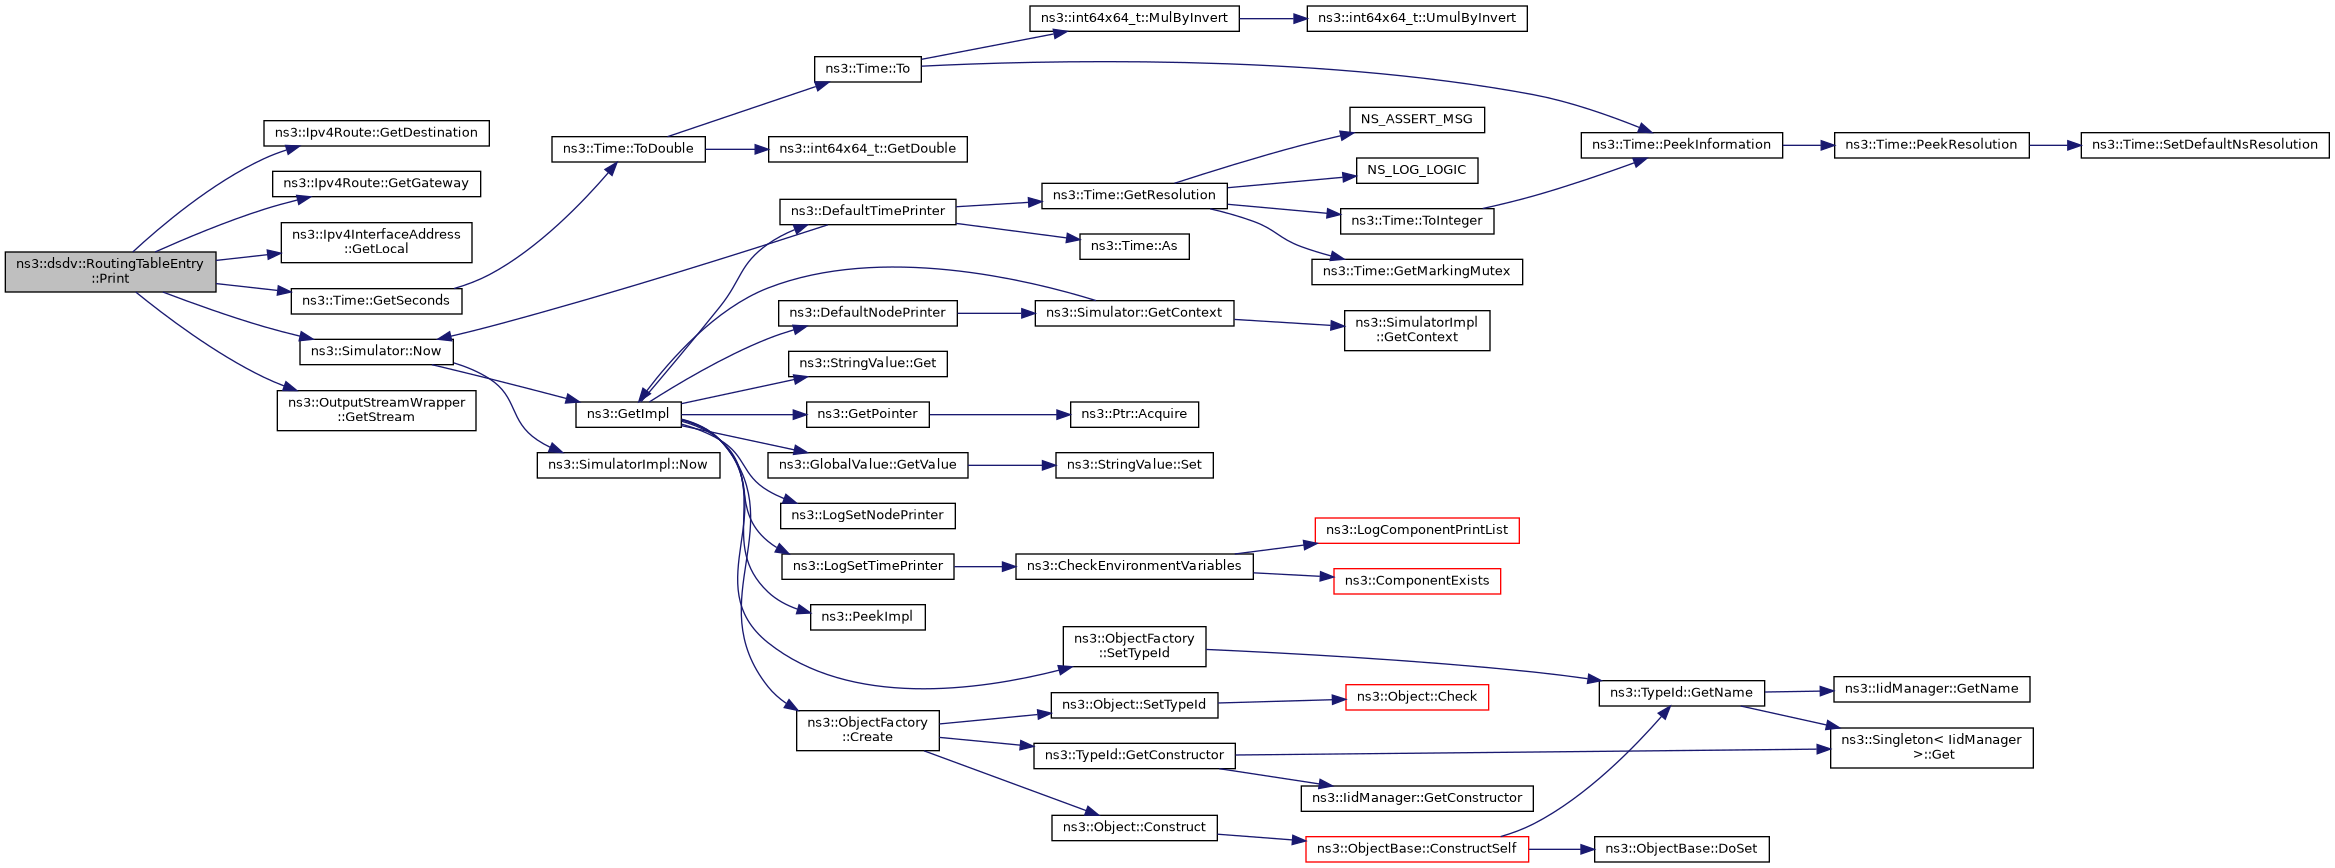 ns3::dsdv::RoutingTableEntry
::Print
ns3::Ipv4Route::GetDestination
ns3::Ipv4Route::GetGateway
ns3::Ipv4InterfaceAddress
::GetLocal
ns3::Time::GetSeconds
ns3::Simulator::Now
ns3::OutputStreamWrapper
::GetStream
ns3::Time::ToDouble
ns3::GetImpl
ns3::SimulatorImpl::Now
ns3::Time::To
ns3::int64x64_t::GetDouble
ns3::DefaultTimePrinter
ns3::DefaultNodePrinter
ns3::StringValue::Get
ns3::GetPointer
ns3::GlobalValue::GetValue
ns3::LogSetNodePrinter
ns3::LogSetTimePrinter
ns3::PeekImpl
ns3::ObjectFactory
::Create
ns3::int64x64_t::MulByInvert
ns3::Time::GetResolution
ns3::Time::As
ns3::Simulator::GetContext
ns3::Ptr::Acquire
ns3::StringValue::Set
ns3::CheckEnvironmentVariables
ns3::ObjectFactory
::SetTypeId
ns3::Object::SetTypeId
ns3::TypeId::GetConstructor
ns3::Object::Construct
ns3::int64x64_t::UmulByInvert
NS_ASSERT_MSG
NS_LOG_LOGIC
ns3::Time::ToInteger
ns3::Time::GetMarkingMutex
ns3::SimulatorImpl
::GetContext
ns3::LogComponentPrintList
ns3::ComponentExists
ns3::Object::Check
ns3::IidManager::GetConstructor
ns3::ObjectBase::ConstructSelf
ns3::Time::PeekInformation
ns3::TypeId::GetName
ns3::ObjectBase::DoSet
ns3::Time::PeekResolution
ns3::IidManager::GetName
ns3::Singleton< IidManager
>::Get
ns3::Time::SetDefaultNsResolution